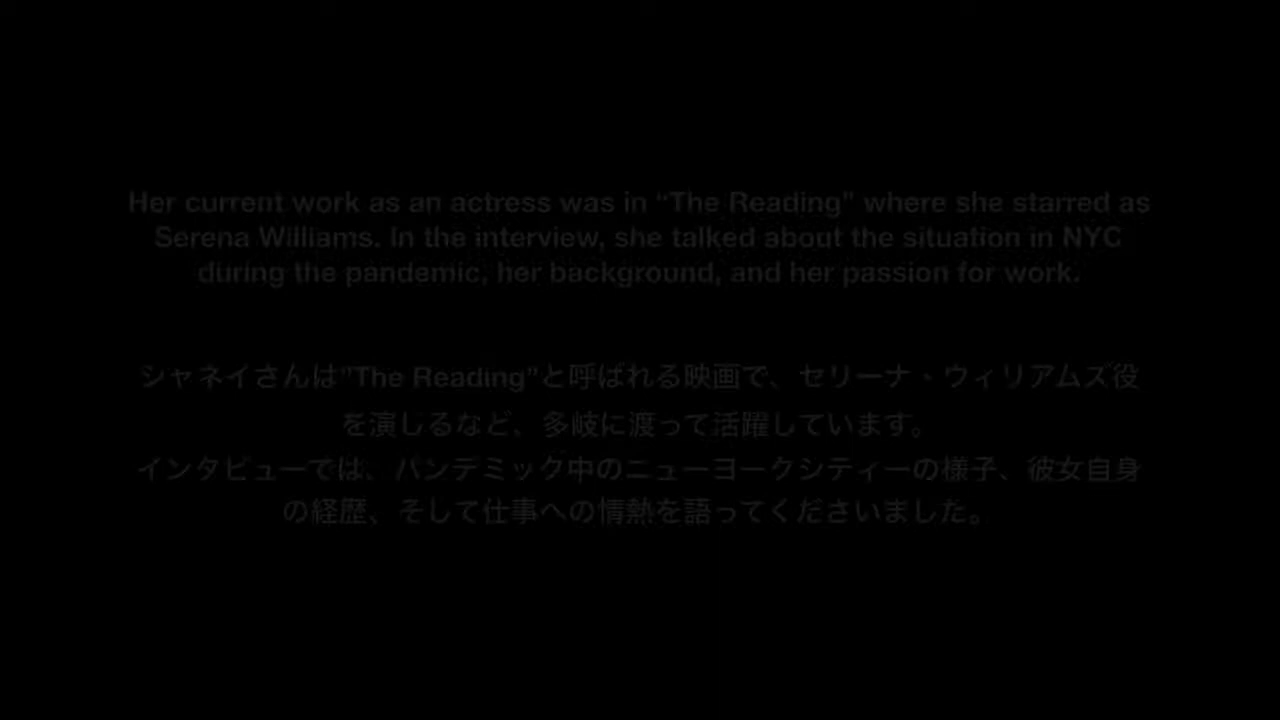 Her current work as an actress was in “The Reading” where she starred as
Serena Williams. In the interview, she talked about the situation in NYC
during the pandemic, her background, and her passion for work.
シャネイさんは”The Reading”と呼ばれる映画で、セリーナ・ウィリアムズ役
を演じるなど、多岐に渡って活躍しています。
インタビューでは、パンデミック中のニューヨークシティーの様子、彼女自身
の経歴、そして仕事への情熱を語ってくださいました。